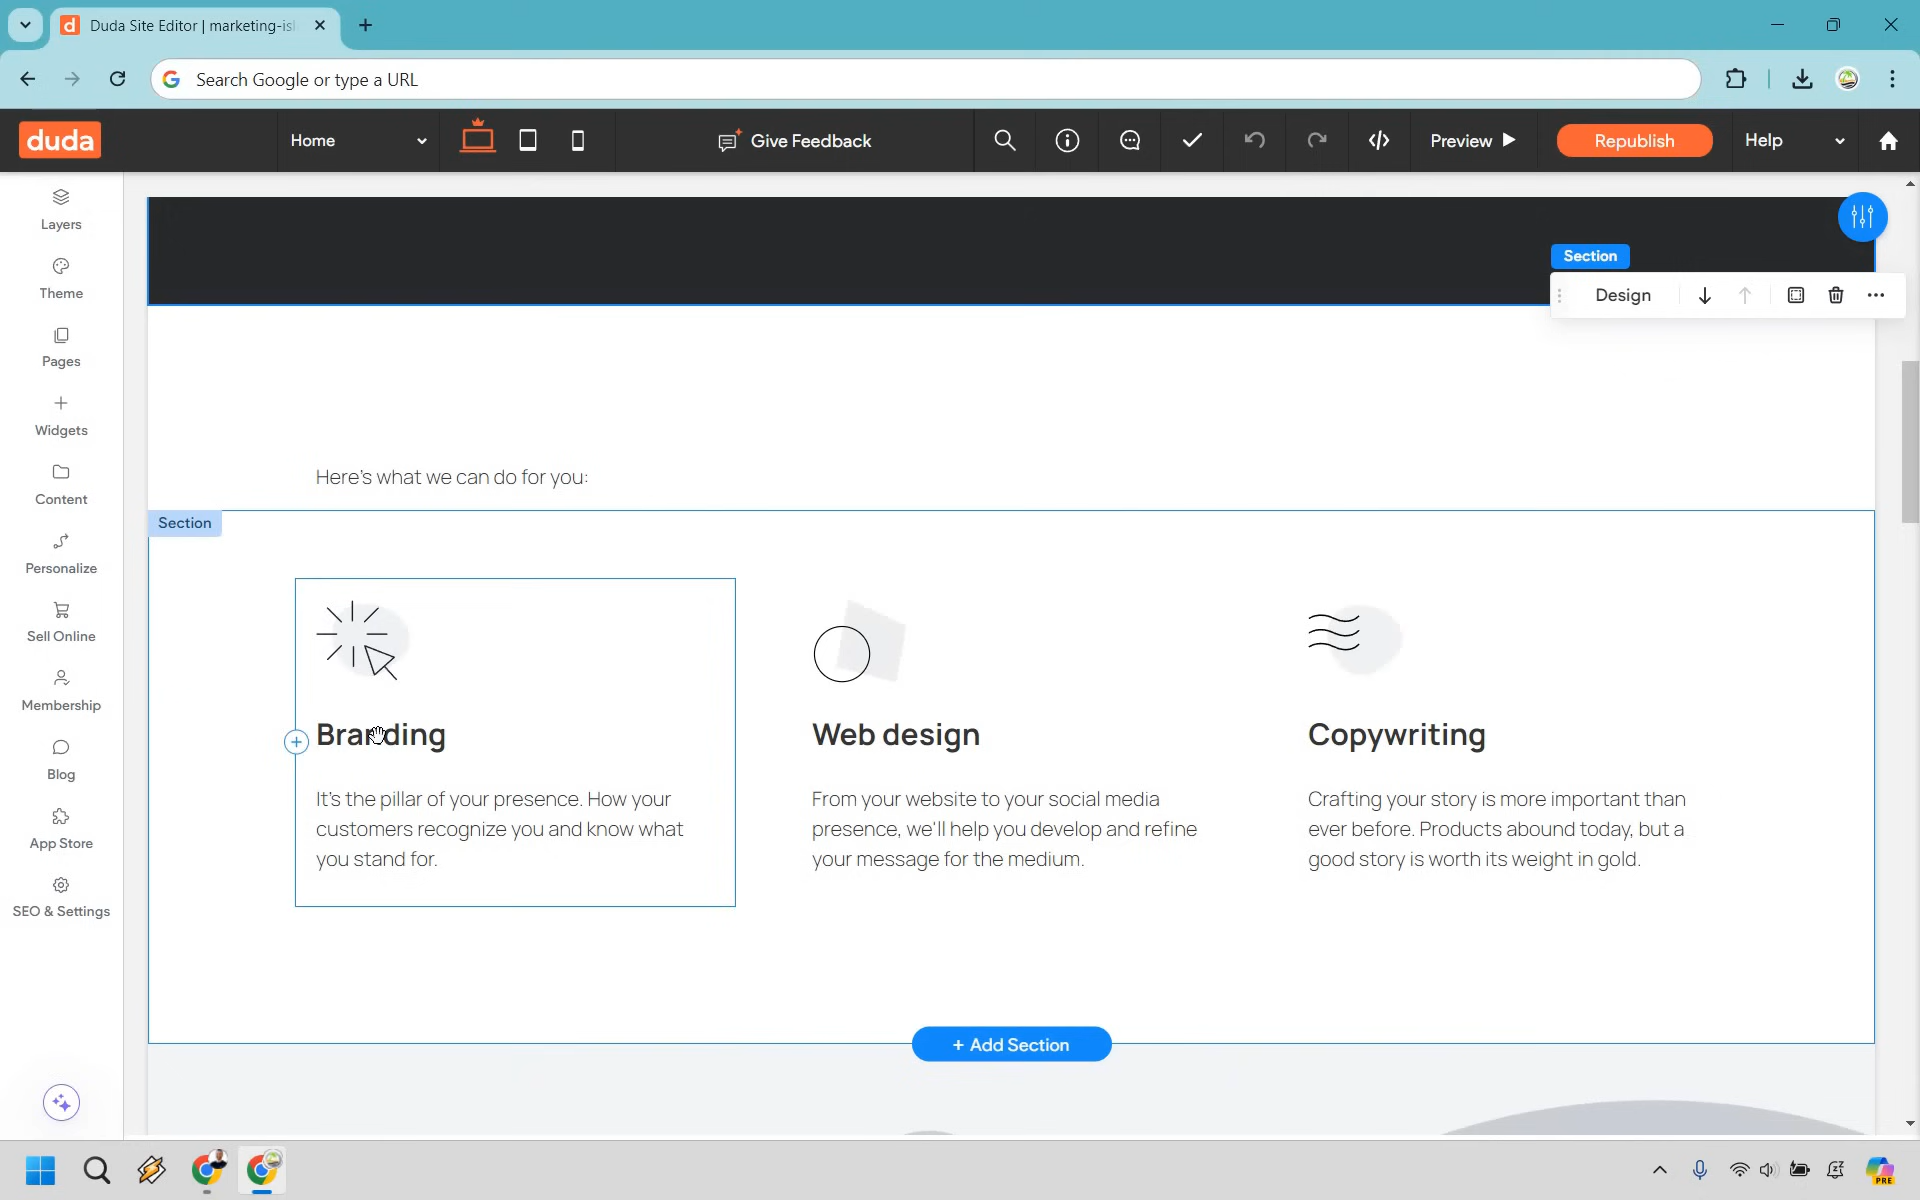 Duda Site Editor | marketing-isl
Search Google or type a URL
duda
Home
Give Feedback
Preview
Republish
Help
Layers
Theme
Pages
Widgets
Content
Personalize
Sell Online
Membership
Blog
App Store
SEO & Settings
Section
Design
Here's what we can do for you:
Section
Branding
It's the pillar of your presence. How your
customers recognize you and know what
you stand for.
Web design
From your website to your social media
presence, we'll help you develop and refine
your message for the medium.
Copywriting
Crafting your story is more important than
ever before. Products abound today, but a
good story is worth its weight in gold.
+ Add Section
PRE